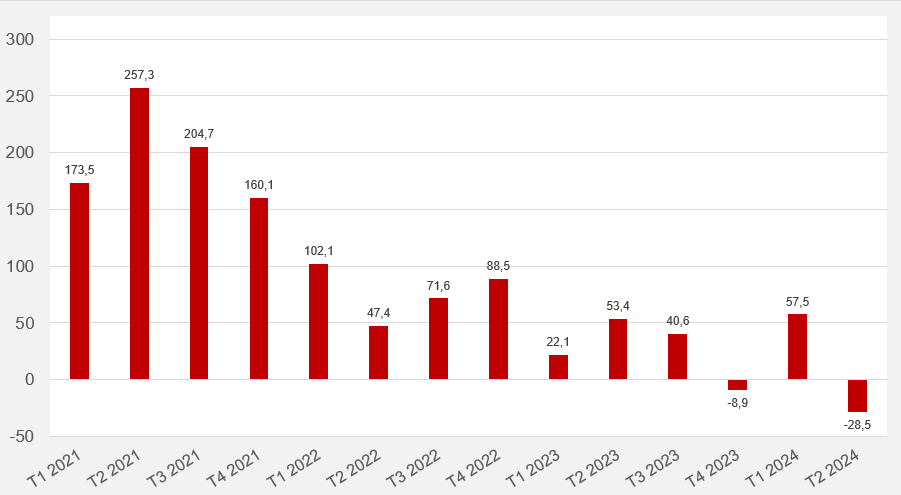 300
250
200
150
100
50
0
-50
173,5
257,3
204,7
160,1
102,1
47,4
71,6
88,5
22,1
53,4
40,6
-8,9
57,5
-28,5
T1 2021
T2 2021
T3 2021
T4 2021
T1 2022
T2 2022
T3 2022
T4 2022
T1 2023
T2 2023
T3 2023
T4 2023
T1 2024
T2 2024